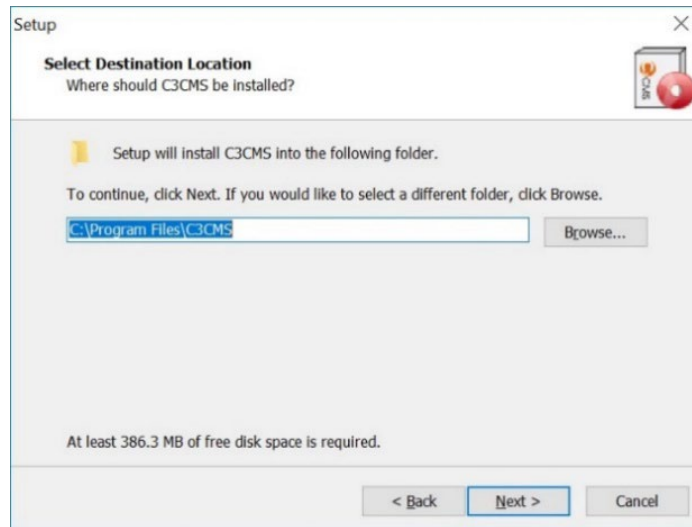 Setup
Select Destination Location
Where should C3CMS be installed?
CMS
Setup will install C3CMS into the following folder.
To continue, click Next. If you would like to select a different folder, click Browse.
C:\Program Files\C3CMS
Browse...
At least 386.3 MB of free disk space is required.
< Back
Next >
Cancel